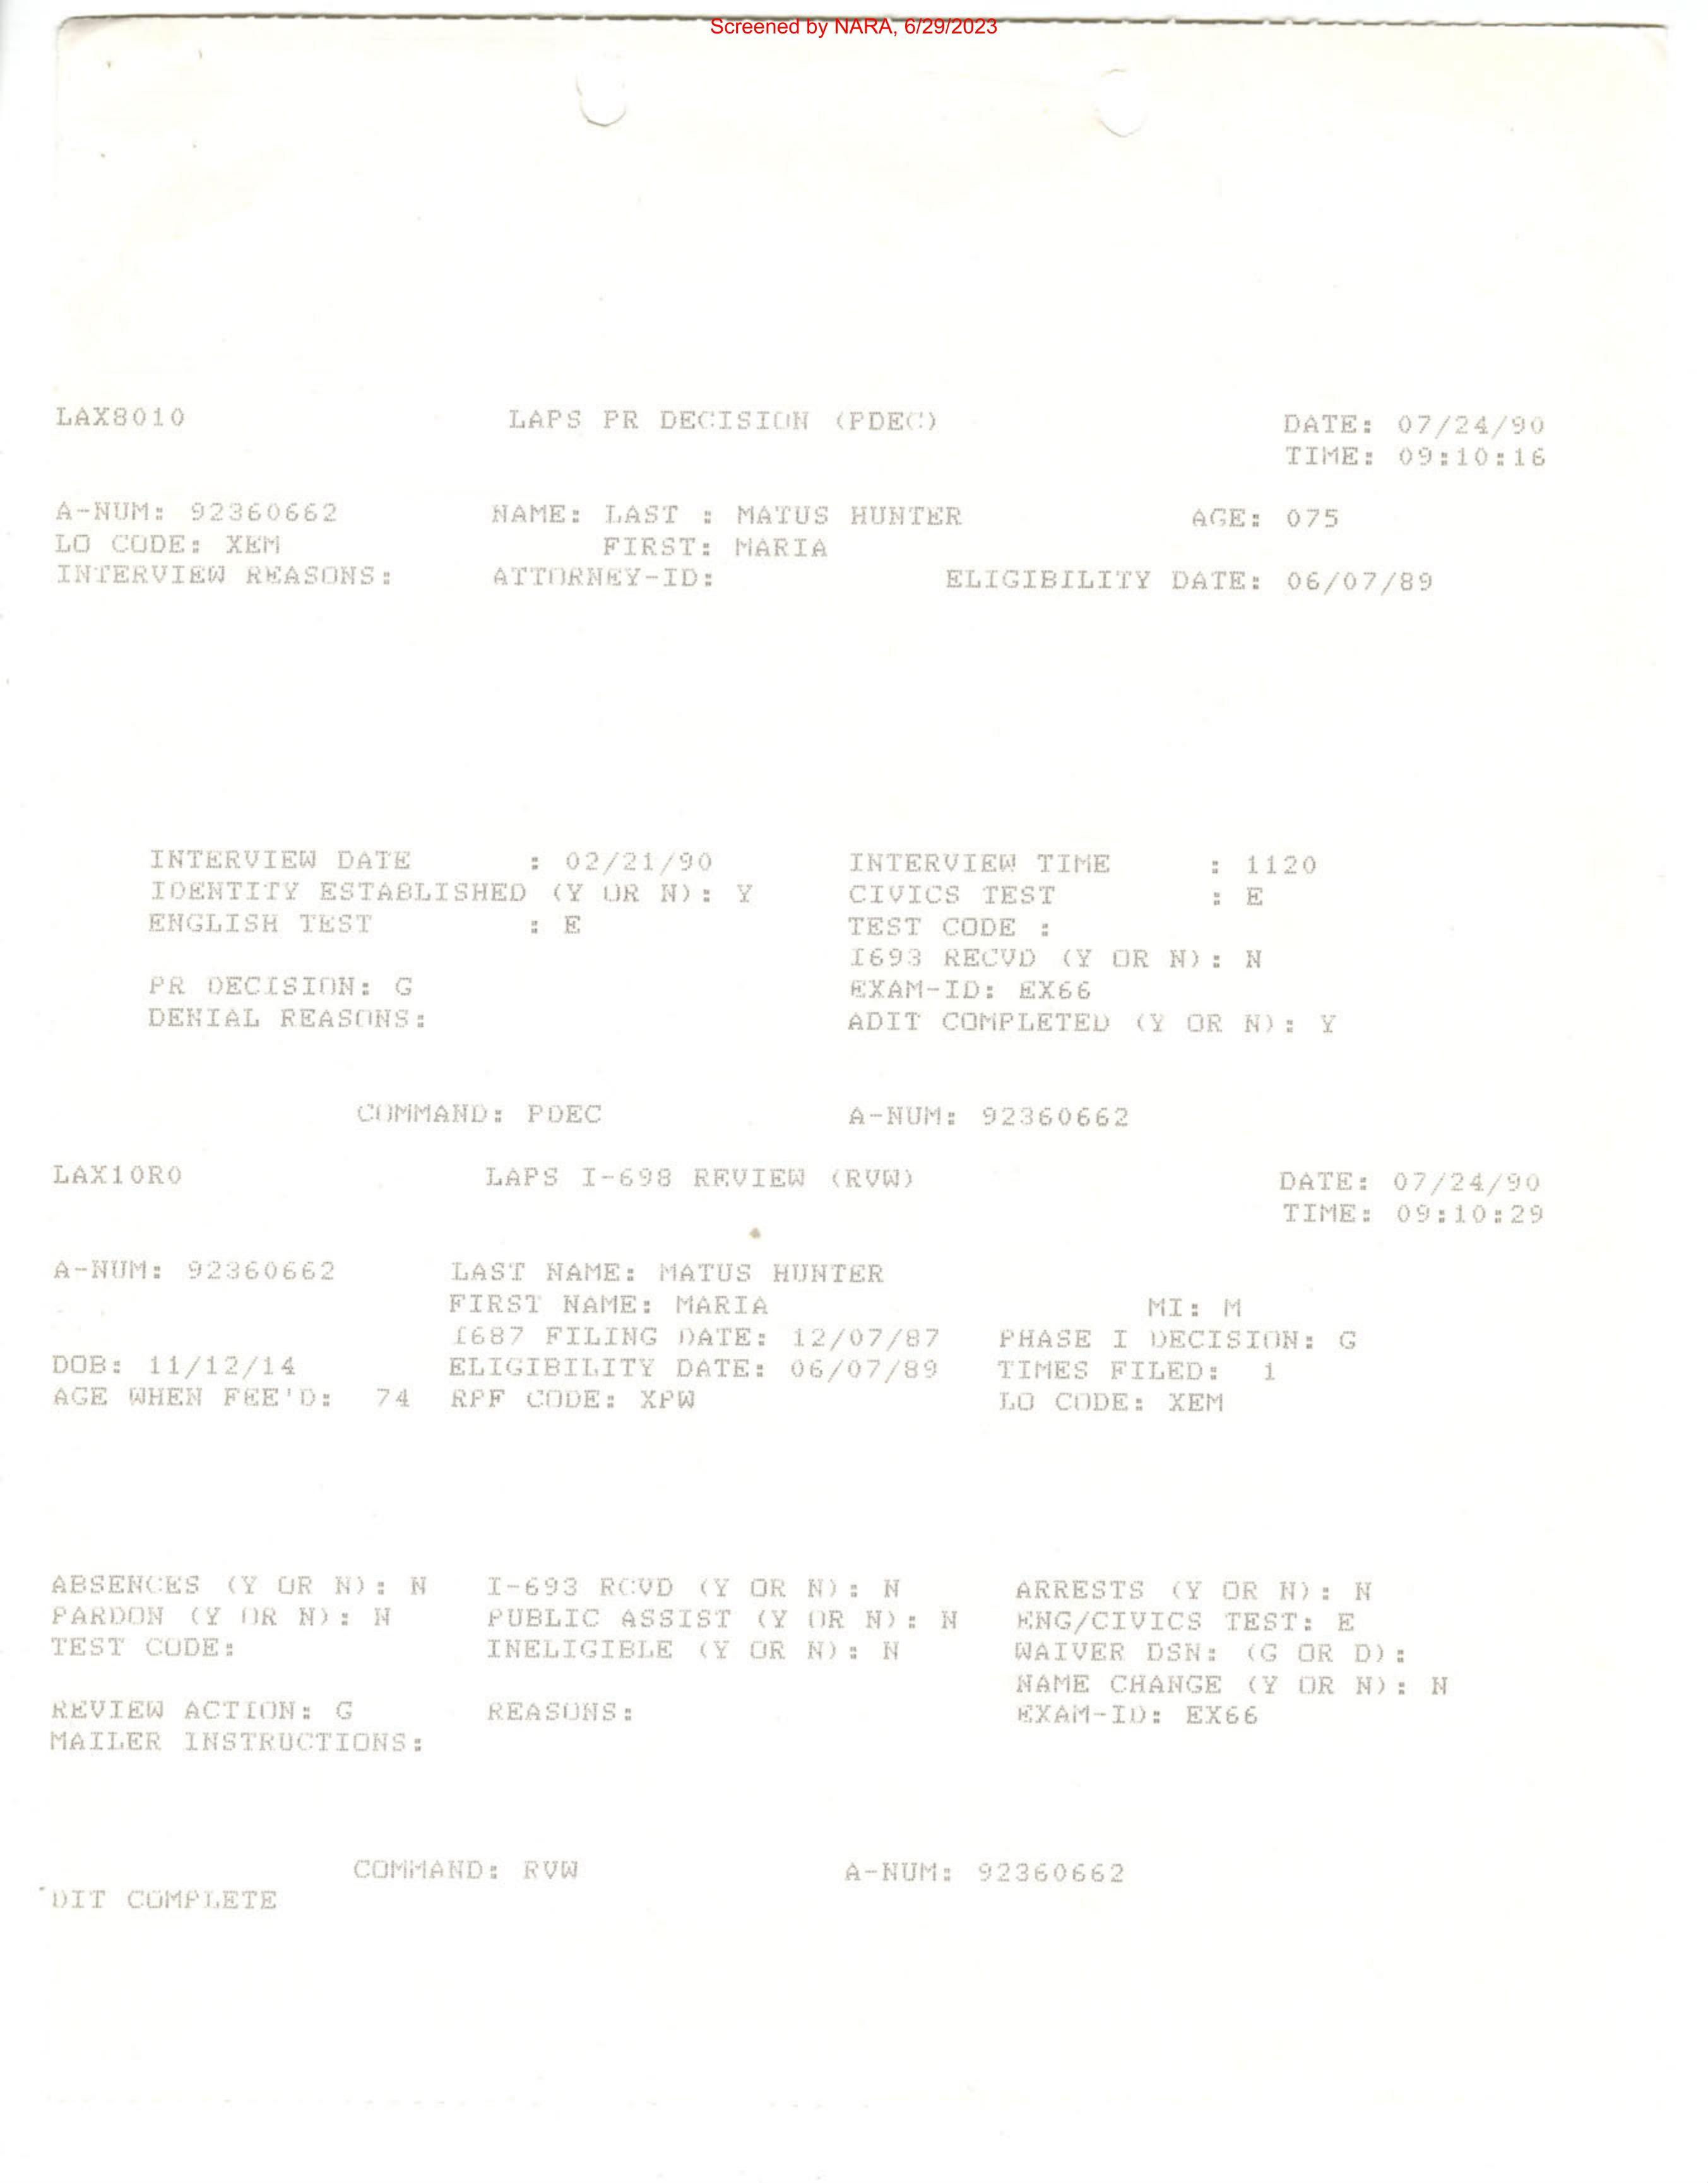 Screened by NARA, 6/29/2023
LAX8010 LAPS PR DECISION (PDEC) DATE: 07/24/90
TIME: 09:10:16
A-NUM: 92360662 NAME: LAST : MATUS HUNTER AGE: 075
LO CODE: XEM FIRST: MARIA
INTERVIEW REASONS: ATTORNEY-ID: ELIGIBILITY DATE: 06/07/89
INTERVIEW DATE : 02/21/90 INTERVIEW TIME : 1120
IDENTITY ESTABLISHED (Y OR N): Y CIVICS TEST : E
ENGLISH TEST : E TEST CODE :
I693 RECVD (Y OR N): N
PR DECISION: G EXAM-ID: EX66
DENIAL REASONS: ADIT COMPLETED (Y OR N): Y
COMMAND: PDEC A-NUM: 92360662
LAX10R0 LAPS I-698 REVIEW (RVW) DATE: 07/24/90
TIME: 09:10:29
A-NUM: 92360662 LAST NAME: MATUS HUNTER
FIRST NAME: MARIA MI: M
I687 FILING DATE: 12/07/87 PHASE I DECISION: G
DOB: 11/12/14 ELIGIBILITY DATE: 06/07/89 TIMES FILED: 1
AGE WHEN FEE'D: 74 RPF CODE: XPW LO CODE: XEM
ABSENCES (Y OR N): N I-693 RCVD (Y OR N): N ARRESTS (Y OR N): N
PARDON (Y OR N): N PUBLIC ASSIST (Y OR N): N ENG/CIVICS TEST: E
TEST CODE: INELIGIBLE (Y OR N): N WAIVER DSN: (G OR D):
NAME CHANGE (Y OR N): N
REVIEW ACTION: G REASONS: EXAM-ID: EX66
MAILER INSTRUCTIONS:
COMMAND: RVW A-NUM: 92360662
DIT COMPLETE